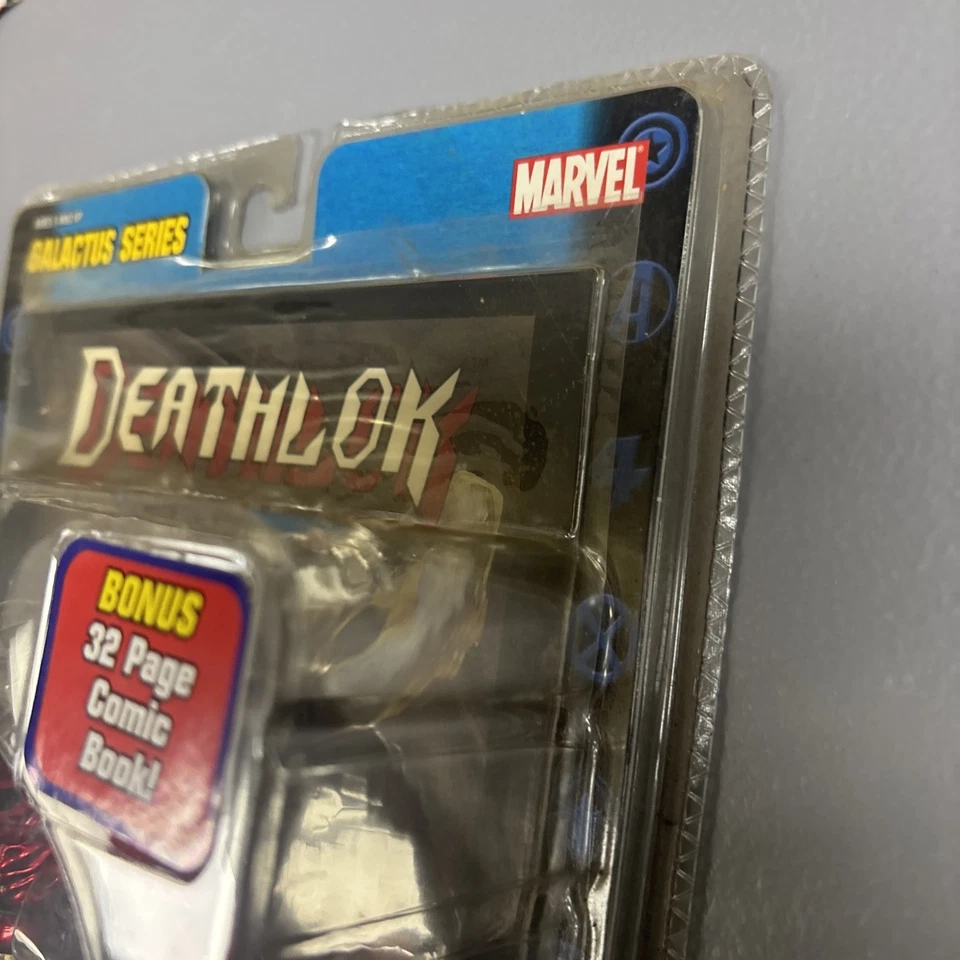 GALACTUS SERIES
MARVEL
DEATHLOK
BONUS
32 Page
Comic
Book!